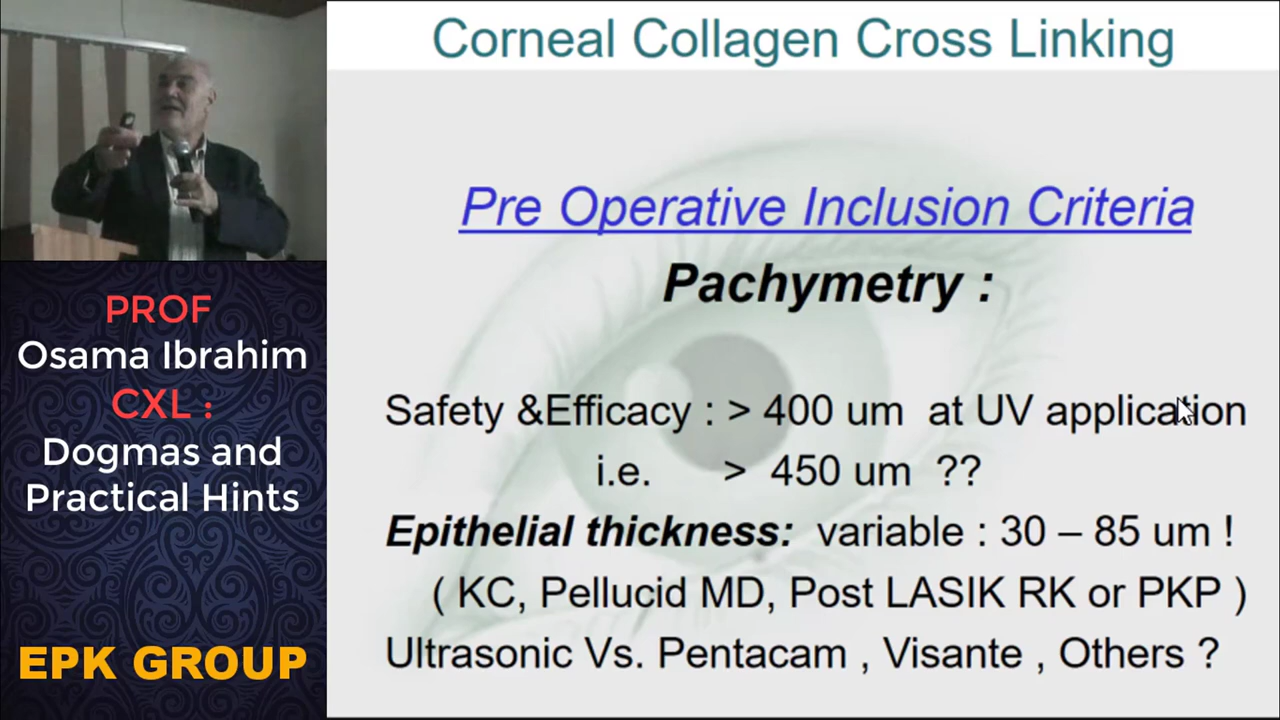 PROF
Osama Ibrahim
CXL :
Dogmas and
Practical Hints
EPK GROUP
Corneal Collagen Cross Linking
Pre Operative Inclusion Criteria
Pachymetry :
Safety &Efficacy : > 400 um at UV application
i.e. > 450 um ??
Epithelial thickness: variable : 30 – 85 um !
( KC, Pellucid MD, Post LASIK RK or PKP )
Ultrasonic Vs. Pentacam , Visante , Others ?